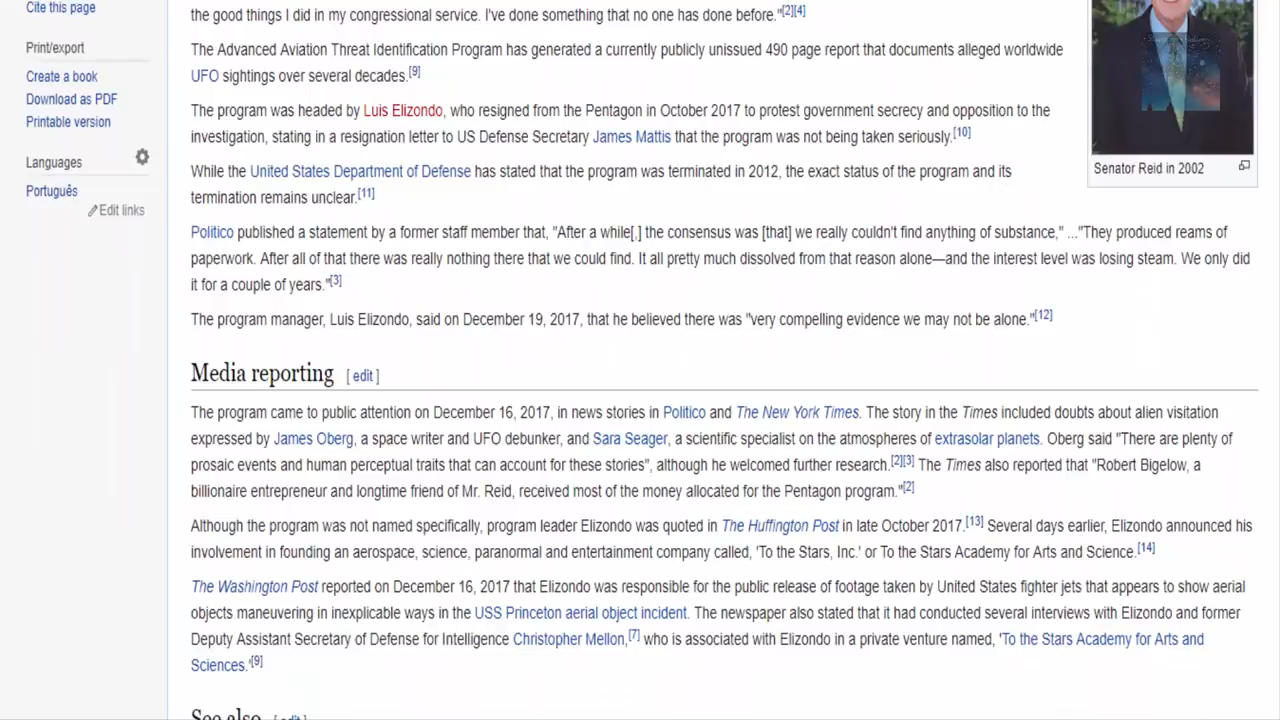 Cite this page
Print/export
Create a book
Download as PDF
Printable version
Languages
Português
Edit links
the good things I did in my congressional service. I've done something that no one has done before."[2][4]
The Advanced Aviation Threat Identification Program has generated a currently publicly unissued 490 page report that documents alleged worldwide
UFO sightings over several decades.[9]
The program was headed by Luis Elizondo, who resigned from the Pentagon in October 2017 to protest government secrecy and opposition to the
investigation, stating in a resignation letter to US Defense Secretary James Mattis that the program was not being taken seriously.[10]
While the United States Department of Defense has stated that the program was terminated in 2012, the exact status of the program and its
termination remains unclear.[11]
Politico published a statement by a former staff member that, "After a while[,] the consensus was [that] we really couldn't find anything of substance," ..."They produced reams of
paperwork. After all of that there was really nothing there that we could find. It all pretty much dissolved from that reason alone—and the interest level was losing steam. We only did
it for a couple of years."[3]
The program manager, Luis Elizondo, said on December 19, 2017, that he believed there was "very compelling evidence we may not be alone."[12]
Senator Reid in 2002
Media reporting [ edit ]
The program came to public attention on December 16, 2017, in news stories in Politico and The New York Times. The story in the Times included doubts about alien visitation
expressed by James Oberg, a space writer and UFO debunker, and Sara Seager, a scientific specialist on the atmospheres of extrasolar planets. Oberg said "There are plenty of
prosaic events and human perceptual traits that can account for these stories", although he welcomed further research.[2][3] The Times also reported that "Robert Bigelow, a
billionaire entrepreneur and longtime friend of Mr. Reid, received most of the money allocated for the Pentagon program."[2]
Although the program was not named specifically, program leader Elizondo was quoted in The Huffington Post in late October 2017.[13] Several days earlier, Elizondo announced his
involvement in founding an aerospace, science, paranormal and entertainment company called, 'To the Stars, Inc.' or To the Stars Academy for Arts and Science.[14]
The Washington Post reported on December 16, 2017 that Elizondo was responsible for the public release of footage taken by United States fighter jets that appears to show aerial
objects maneuvering in inexplicable ways in the USS Princeton aerial object incident. The newspaper also stated that it had conducted several interviews with Elizondo and former
Deputy Assistant Secretary of Defense for Intelligence Christopher Mellon,[7] who is associated with Elizondo in a private venture named, 'To the Stars Academy for Arts and
Sciences.'[9]
See also [ edit ]